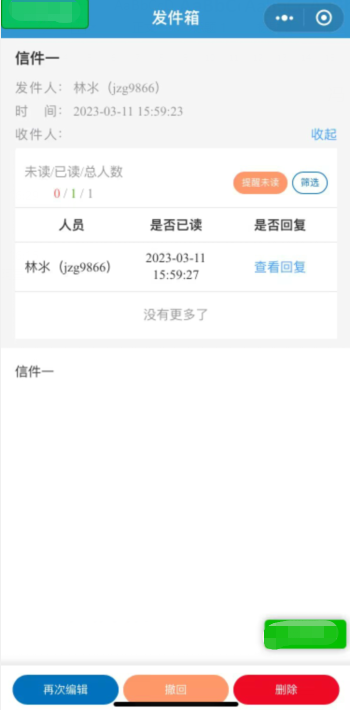 发件箱
信件一
发件人： 林氺（jzg9866）
时 间： 2023-03-11 15:59:23
收件人： 收起
未读/已读/总人数
0 / 1 / 1 提醒未读 筛选
人员 是否已读 是否回复
林氺（jzg9866） 2023-03-11 15:59:27 查看回复
没有更多了
信件一
再次编辑 撤回 删除